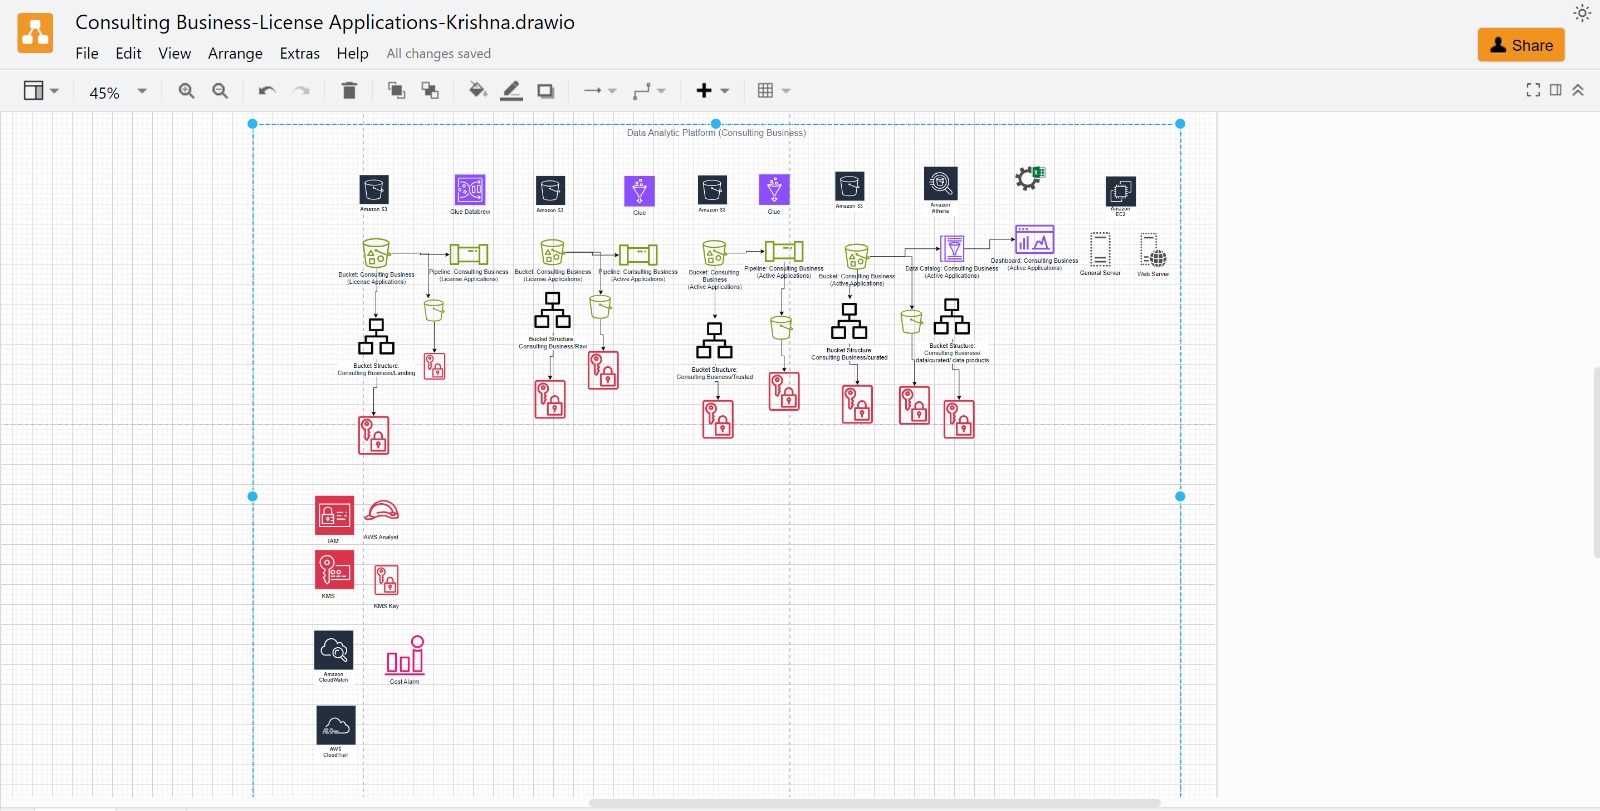 Consulting Business-License Applications-Krishna.drawio
File Edit View Arrange Extras Help All changes saved
Share
45%
Data Analytic Platform (Consulting Business)
Amazon S3
Glue Databrew
Amazon S3
Glue
Amazon S3
Glue
Amazon S3
Amazon
Athena
Amazon
EC2
Bucket: Consulting Business
(License Applications)
Pipeline: Consulting Business
(License Applications)
Bucket: Consulting Business
(License Applications)
Pipeline: Consulting Business
(Active Applications)
Bucket: Consulting
Business
(Active Applications)
Pipeline: Consulting Business
(Active Applications)
Bucket: Consulting Business
(Active Applications)
Data Catalog: Consulting Business
(Active Applications)
Dashboard: Consulting Business
(Active Applications)
General Server
Web Server
Bucket Structure:
Consulting Business/Landing
Bucket Structure:
Consulting Business/Raw
Bucket Structure:
Consulting Business/Trusted
Bucket Structure:
Consulting Business/curated
Bucket Structure:
Consulting Business/
data/curated/ data products
IAM
AWS Analyst
KMS
KMS Key
Amazon
CloudWatch
Cost Alarm
AWS
CloudTrail